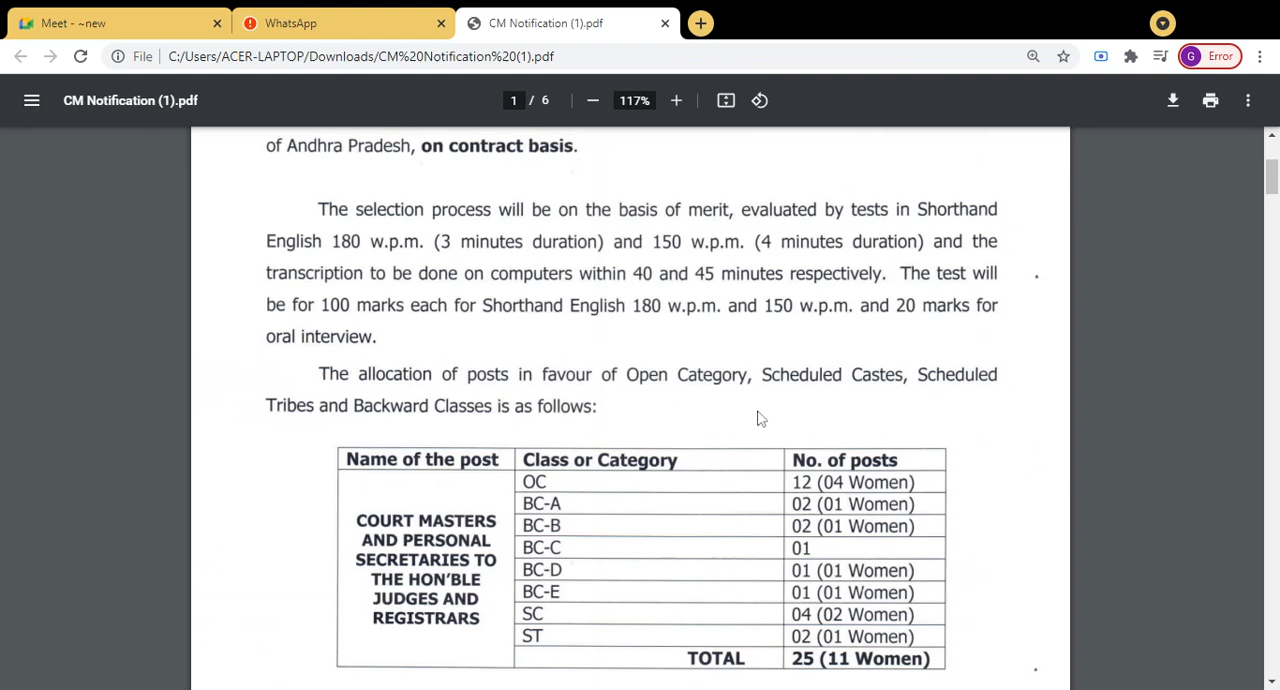 Meet - ~new
WhatsApp
CM Notification (1).pdf
File C:/Users/ACER-LAPTOP/Downloads/CM%20Notification%20(1).pdf
G Error
CM Notification (1).pdf
1 / 6
117%
of Andhra Pradesh, on contract basis.
The selection process will be on the basis of merit, evaluated by tests in Shorthand
English 180 w.p.m. (3 minutes duration) and 150 w.p.m. (4 minutes duration) and the
transcription to be done on computers within 40 and 45 minutes respectively. The test will
be for 100 marks each for Shorthand English 180 w.p.m. and 150 w.p.m. and 20 marks for
oral interview.
The allocation of posts in favour of Open Category, Scheduled Castes, Scheduled
Tribes and Backward Classes is as follows:
Name of the post Class or Category No. of posts
COURT MASTERS
AND PERSONAL
SECRETARIES TO
THE HON'BLE
JUDGES AND
REGISTRARS
OC 12 (04 Women)
BC-A 02 (01 Women)
BC-B 02 (01 Women)
BC-C 01
BC-D 01 (01 Women)
BC-E 01 (01 Women)
SC 04 (02 Women)
ST 02 (01 Women)
TOTAL 25 (11 Women)